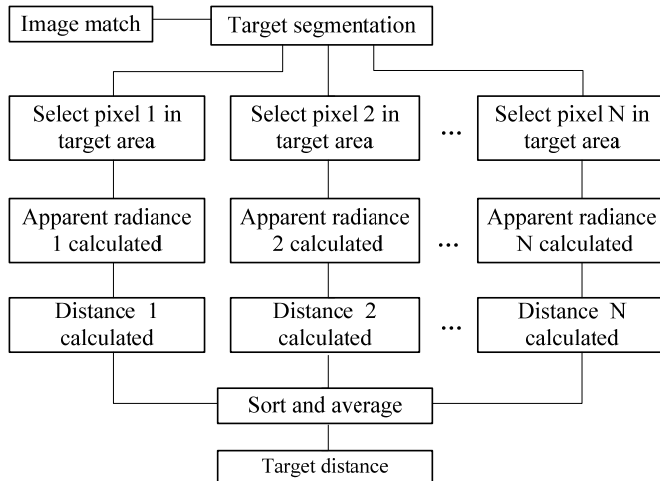 Image match
Target segmentation
Select pixel 1 in
target area
Select pixel 2 in
target area
...
Select pixel N in
target area
Apparent radiance
1 calculated
Apparent radiance
2 calculated
...
Apparent radiance
N calculated
Distance 1
calculated
Distance 2
calculated
...
Distance N
calculated
Sort and average
Target distance